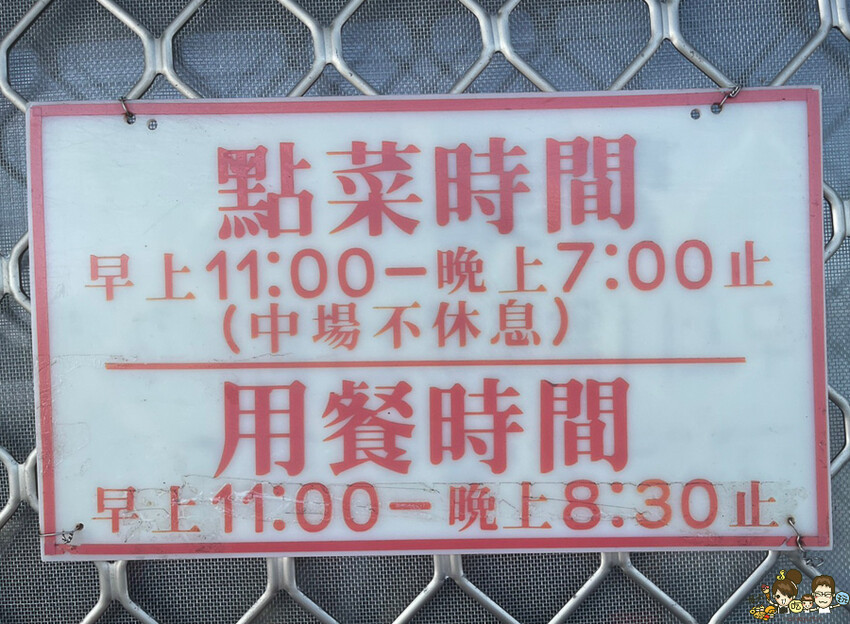 點菜時間
早上11:00－晚上7:00止
(中場不休息)
用餐時間
早上11:00－晚上8:30止